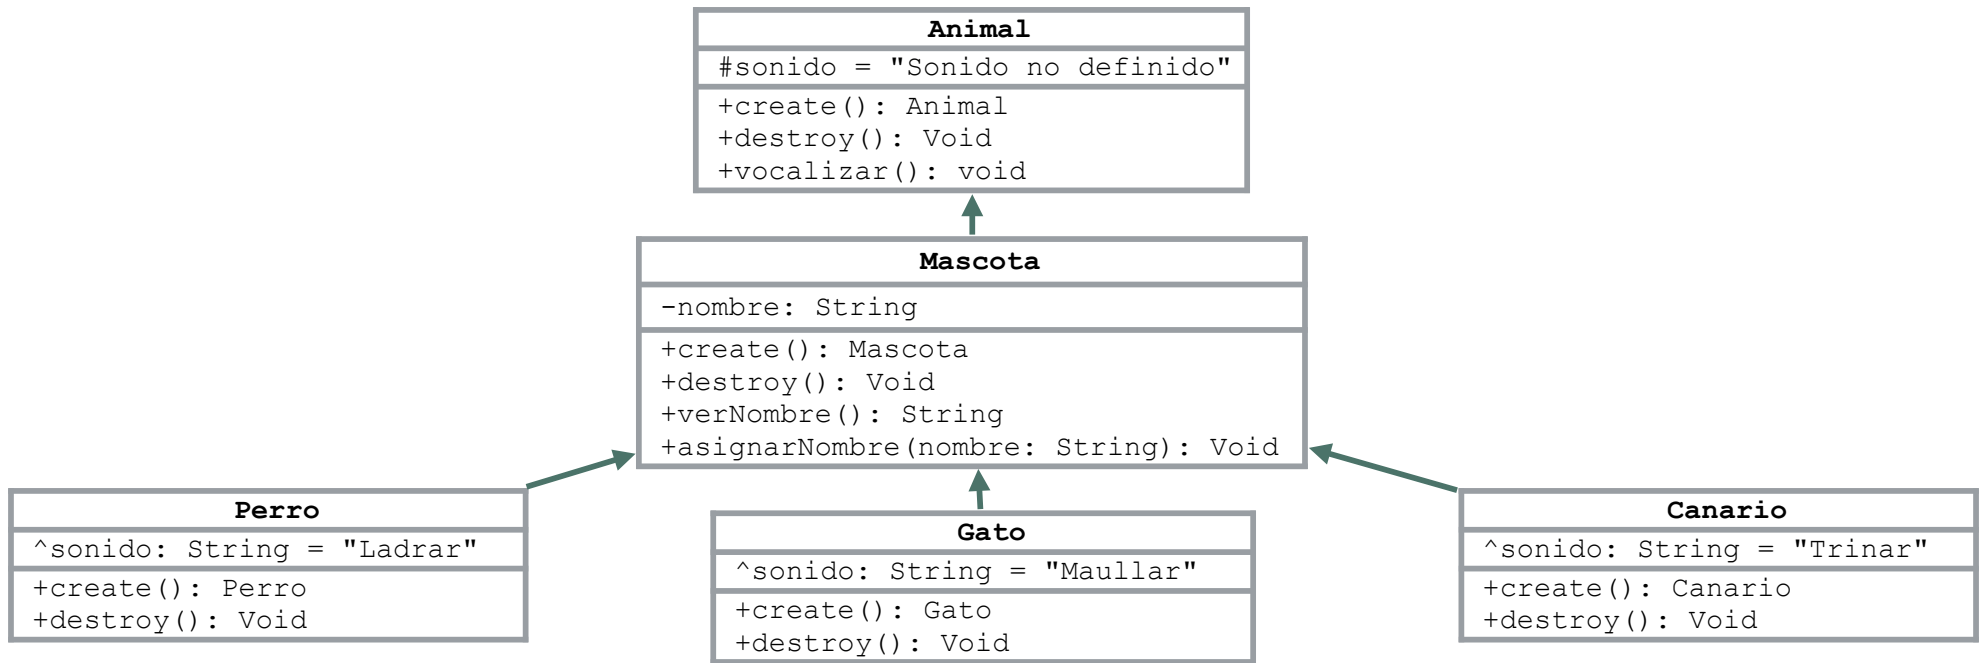 Animal
#sonido = "Sonido no definido"
+create(): Animal
+destroy(): Void
+vocalizar(): void
Mascota
-nombre: String
+create(): Mascota
+destroy(): Void
+verNombre(): String
+asignarNombre(nombre: String): Void
Perro
^sonido: String = "Ladrar"
+create(): Perro
+destroy(): Void
Gato
^sonido: String = "Maullar"
+create(): Gato
+destroy(): Void
Canario
^sonido: String = "Trinar"
+create(): Canario
+destroy(): Void